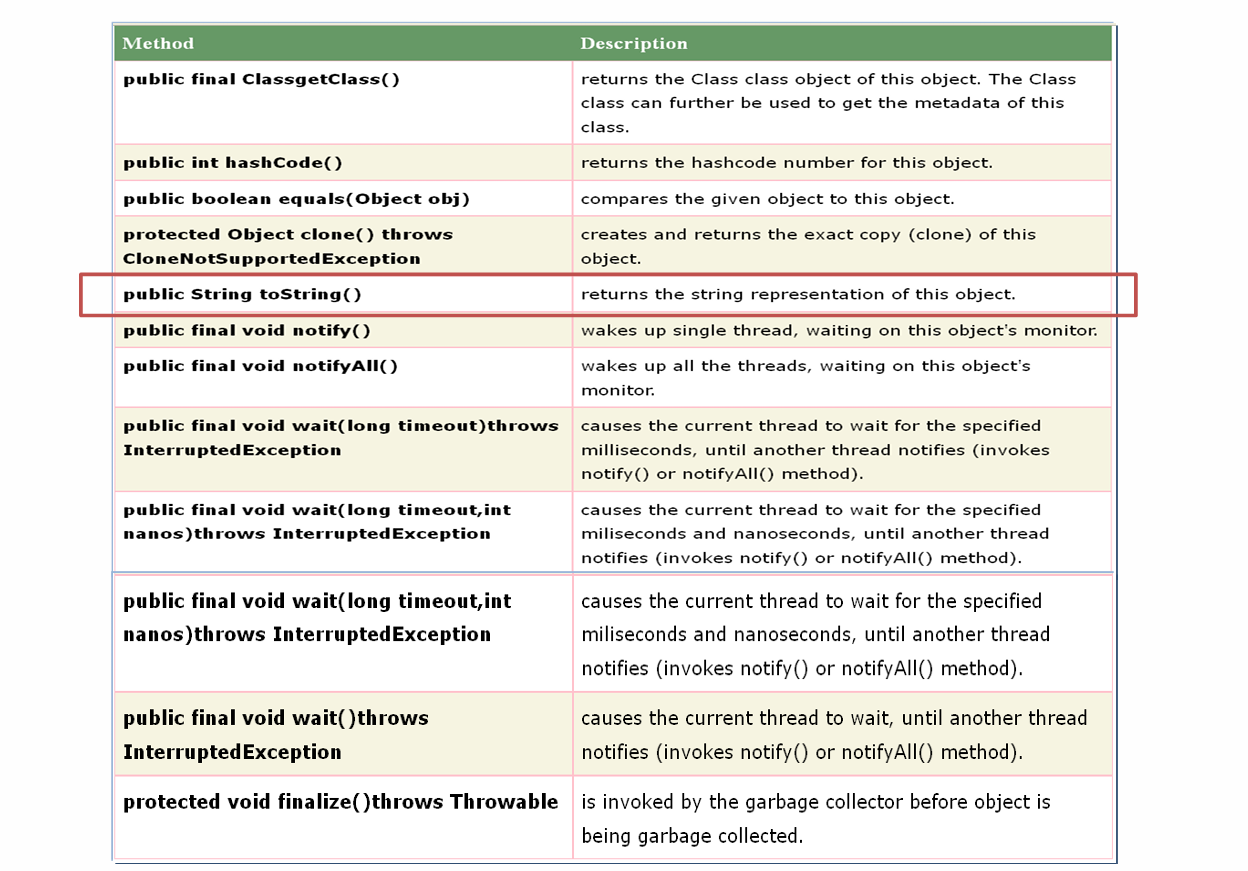 Method Description
public final ClassgetClass() returns the Class class object of this object. The Class
class can further be used to get the metadata of this
class.
public int hashCode() returns the hashcode number for this object.
public boolean equals(Object obj) compares the given object to this object.
protected Object clone() throws creates and returns the exact copy (clone) of this
CloneNotSupportedException object.
public String toString() returns the string representation of this object.
public final void notify() wakes up single thread, waiting on this object's monitor.
public final void notifyAll() wakes up all the threads, waiting on this object's
monitor.
public final void wait(long timeout)throws causes the current thread to wait for the specified
InterruptedException milliseconds, until another thread notifies (invokes
notify() or notifyAll() method).
public final void wait(long timeout,int causes the current thread to wait for the specified
nanos)throws InterruptedException miliseconds and nanoseconds, until another thread
notifies (invokes notify() or notifyAll() method).
public final void wait(long timeout,int causes the current thread to wait for the specified
nanos)throws InterruptedException miliseconds and nanoseconds, until another thread
notifies (invokes notify() or notifyAll() method).
public final void wait()throws causes the current thread to wait, until another thread
InterruptedException notifies (invokes notify() or notifyAll() method).
protected void finalize()throws Throwable is invoked by the garbage collector before object is
being garbage collected.